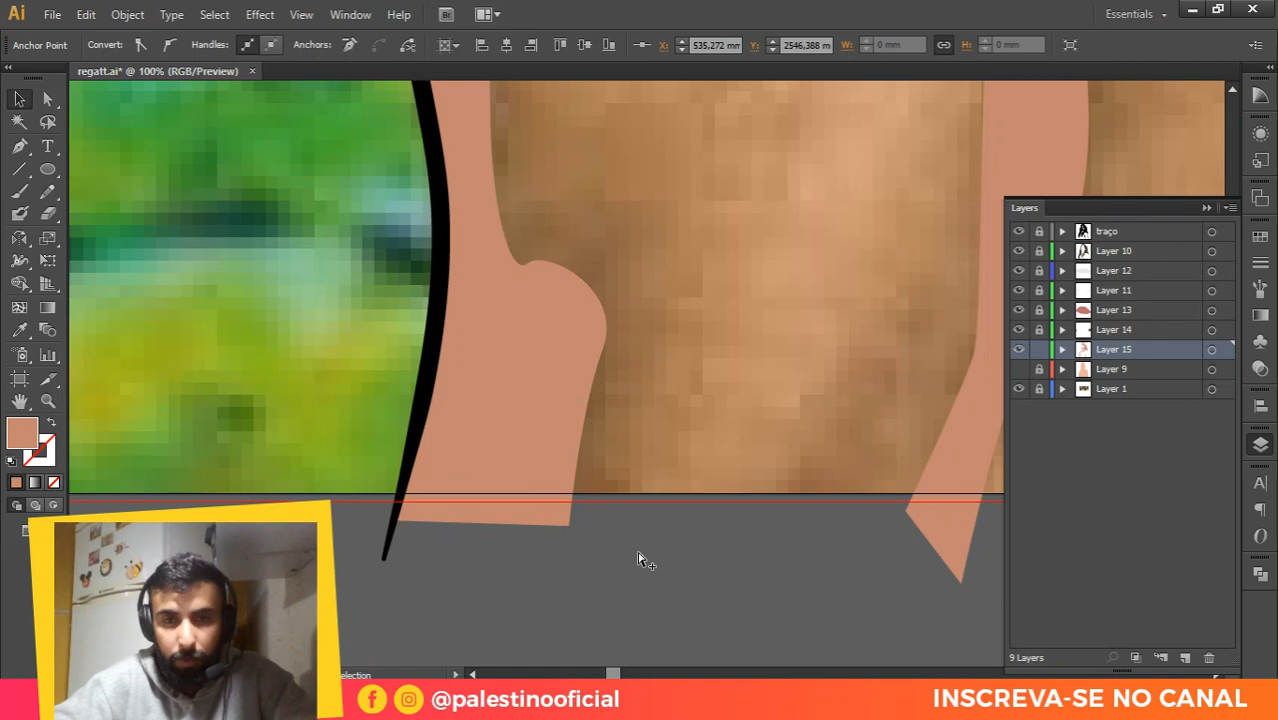 Ai File Edit Object Type Select Effect View Window Help Br Essentials
Anchor Point Convert: Handles: Anchors: X: 535,272 mm Y: 2546,388 m W: 0 mm H: 0 mm
regatt.ai* @ 100% (RGB/Preview)
Layers
traço
Layer 10
Layer 12
Layer 11
Layer 13
Layer 14
Layer 15
Layer 9
Layer 1
9 Layers
@palestinooficial
INSCREVA-SE NO CANAL